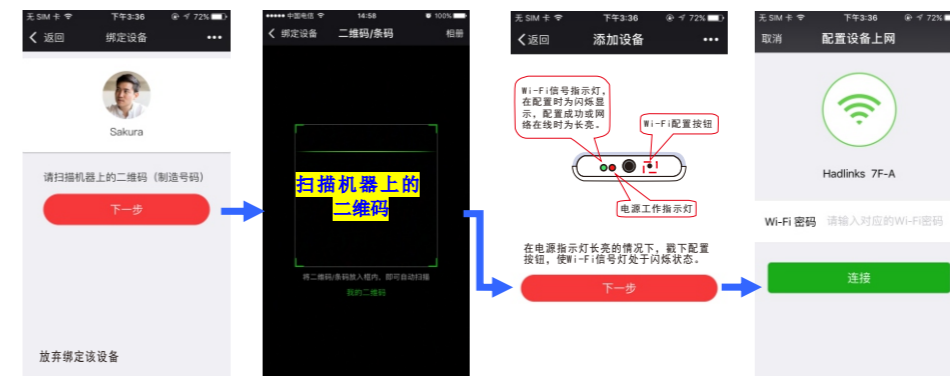 无 SIM 卡 下午3:36 72%
返回 绑定设备 •••
Sakura
请扫描机器上的二维码（制造号码）
下一步
放弃绑定该设备
中国电信 14:58 100%
绑定设备 二维码/条码 相册
扫描机器上的
二维码
将二维码/条码放入框内，即可自动扫描
我的二维码
无 SIM 卡 下午3:36 72%
返回 添加设备 •••
Wi-Fi信号指示灯，
在配置时为闪烁显
示，配置成功或网
络在线时为长亮。
Wi-Fi配置按钮
电源工作指示灯
在电源指示灯长亮的情况下，戳下配置
按钮，使Wi-Fi信号灯处于闪烁状态。
下一步
无 SIM 卡 下午3:36 72%
取消 配置设备上网
Hadlinks 7F-A
Wi-Fi 密码 请输入对应的Wi-Fi密码
连接